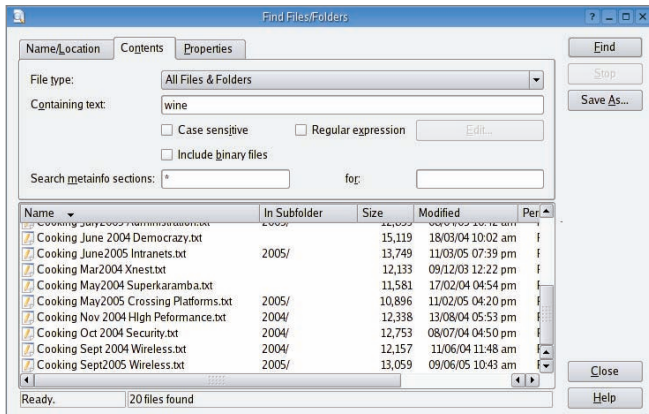 Find Files/Folders
Name/Location Contents Properties
Find
File type: All Files & Folders
Stop
Containing text: wine
Save As...
Case sensitive Regular expression Edit...
Include binary files
Search metainfo sections: * for:
Name In Subfolder Size Modified Per
Cooking July2005 Administration.txt 2005/
Cooking June 2004 Democrazy.txt 15,119 18/03/04 10:02 am
Cooking June2005 Intranets.txt 2005/ 13,749 11/03/05 07:39 pm
Cooking Mar2004 Xnest.txt 12,133 09/12/03 12:22 pm
Cooking May2004 Superkaramba.txt 11,581 17/02/04 04:54 pm
Cooking May2005 Crossing Platforms.txt 2005/ 10,896 11/02/05 04:20 pm
Cooking Nov 2004 HIgh Peformance.txt 2004/ 12,338 13/08/04 05:53 pm
Cooking Oct 2004 Security.txt 2004/ 12,753 08/07/04 04:50 pm
Cooking Sept 2004 Wireless.txt 2004/ 12,157 11/06/04 11:48 am
Cooking Sept2005 Wireless.txt 2005/ 13,059 09/06/05 10:43 am
Close
Ready. 20 files found
Help